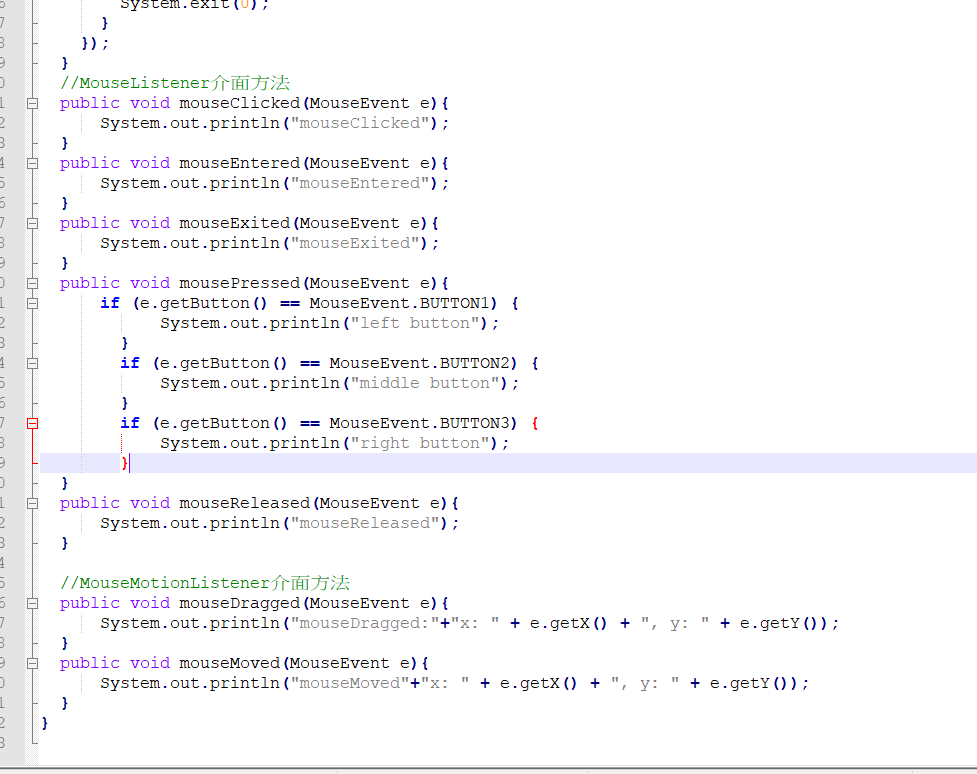 System.exit(0);
}
});
}
//MouseListener介面方法
public void mouseClicked(MouseEvent e){
System.out.println("mouseClicked");
}
public void mouseEntered(MouseEvent e){
System.out.println("mouseEntered");
}
public void mouseExited(MouseEvent e){
System.out.println("mouseExited");
}
public void mousePressed(MouseEvent e){
if (e.getButton() == MouseEvent.BUTTON1) {
System.out.println("left button");
}
if (e.getButton() == MouseEvent.BUTTON2) {
System.out.println("middle button");
}
if (e.getButton() == MouseEvent.BUTTON3) {
System.out.println("right button");
}
}
public void mouseReleased(MouseEvent e){
System.out.println("mouseReleased");
}
//MouseMotionListener介面方法
public void mouseDragged(MouseEvent e){
System.out.println("mouseDragged:"+"x: " + e.getX() + ", y: " + e.getY());
}
public void mouseMoved(MouseEvent e){
System.out.println("mouseMoved"+"x: " + e.getX() + ", y: " + e.getY());
}
}